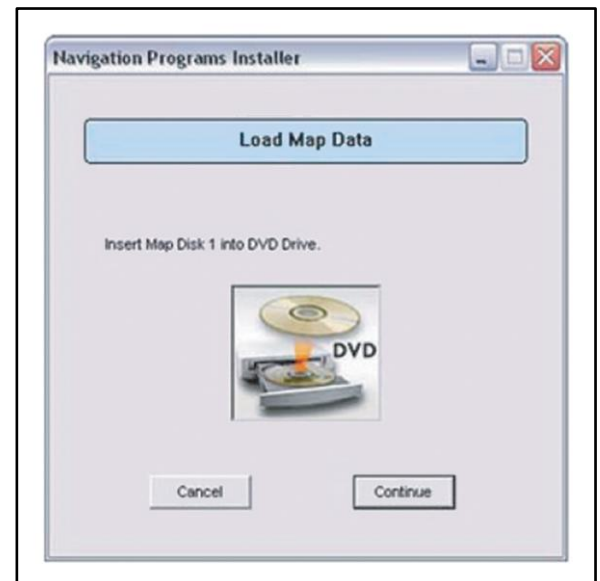 Navigation Programs Installer
Load Map Data
Insert Map Disk 1 into DVD Drive.
DVD
Cancel
Continue